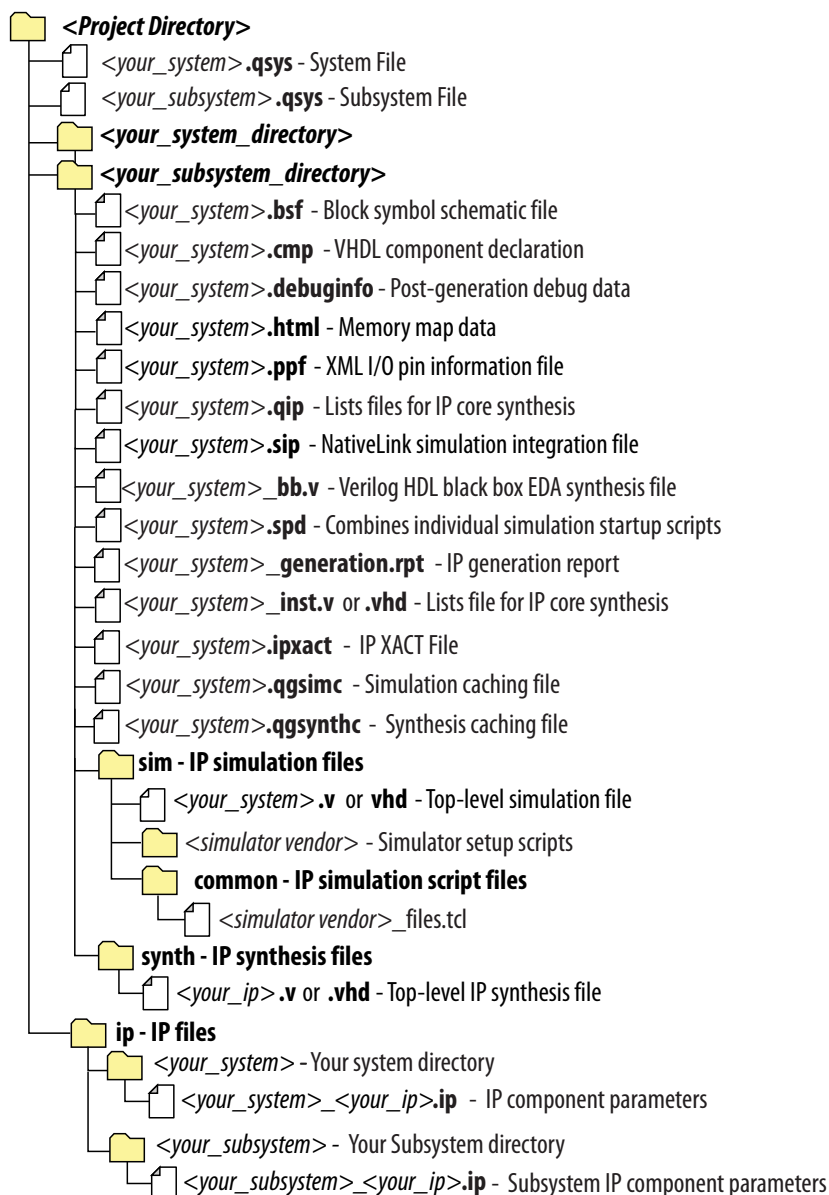 <Project Directory>
<your_system>.qsys - System File
<your_subsystem>.qsys - Subsystem File
<your_system_directory>
<your_subsystem_directory>
<your_system>.bsf - Block symbol schematic file
<your_system>.cmp - VHDL component declaration
<your_system>.debuginfo - Post-generation debug data
<your_system>.html - Memory map data
<your_system>.ppf - XML I/O pin information file
<your_system>.qip - Lists files for IP core synthesis
<your_system>.sip - NativeLink simulation integration file
<your_system>_bb.v - Verilog HDL black box EDA synthesis file
<your_system>.spd - Combines individual simulation startup scripts
<your_system>_generation.rpt - IP generation report
<your_system>_inst.v or .vhd - Lists file for IP core synthesis
<your_system>.ipxact - IP XACT File
<your_system>.qgsimc - Simulation caching file
<your_system>.qgsynthc - Synthesis caching file
sim - IP simulation files
<your_system>.v or vhd - Top-level simulation file
<simulator vendor> - Simulator setup scripts
common - IP simulation script files
<simulator vendor>_files.tcl
synth - IP synthesis files
<your_ip>.v or .vhd - Top-level IP synthesis file
ip - IP files
<your_system> - Your system directory
<your_system>_<your_ip>.ip - IP component parameters
<your_subsystem> - Your Subsystem directory
<your_subsystem>_<your_ip>.ip - Subsystem IP component parameters